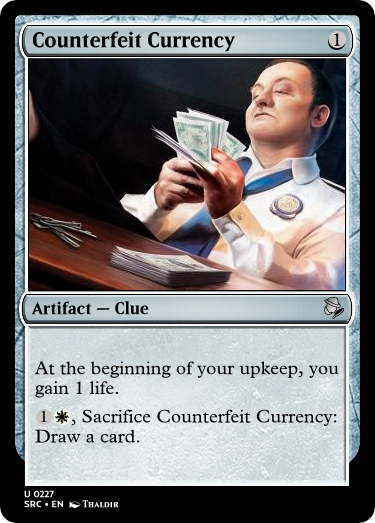 Counterfeit Currency 1
Artifact — Clue
At the beginning of your upkeep, you
gain 1 life.
1 , Sacrifice Counterfeit Currency:
Draw a card.
U 0227
SRC • EN Thaldir